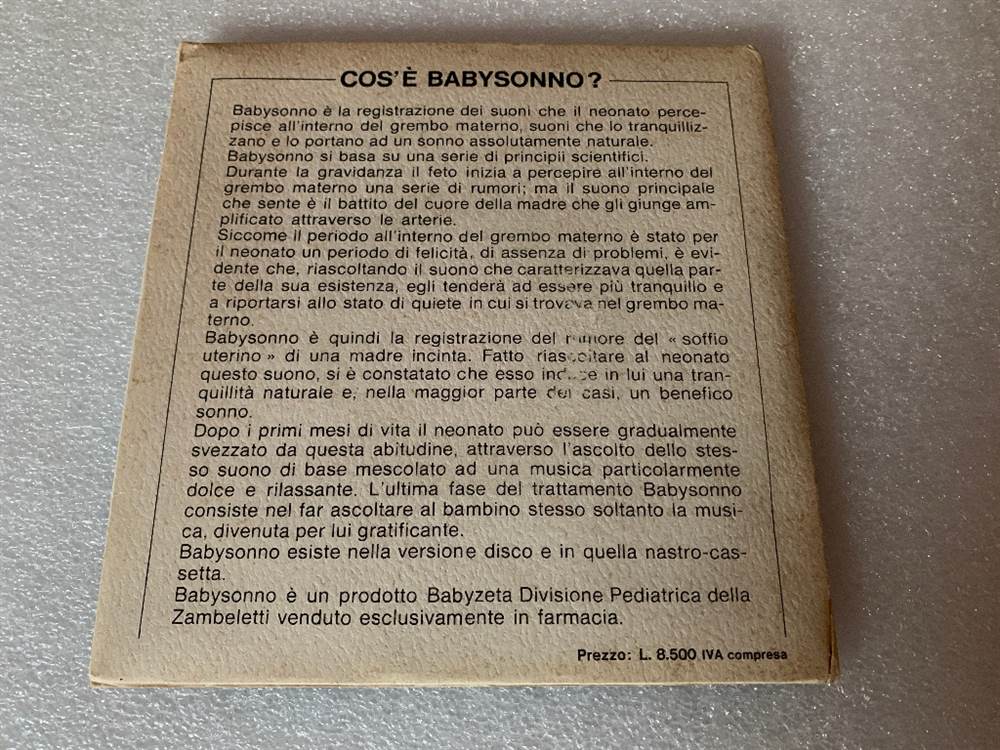 COS'È BABYSONNO?
Babysonno è la registrazione dei suoni che il neonato perce-
pisce all'interno del grembo materno, suoni che lo tranquilliz-
zano e lo portano ad un sonno assolutamente naturale.
Babysonno si basa su una serie di principii scientifici.
Durante la gravidanza il feto inizia a percepire all'interno del
grembo materno una serie di rumori; ma il suono principale
che sente è il battito del cuore della madre che gli giunge am-
plificato attraverso le arterie.
Siccome il periodo all'interno del grembo materno è stato per
il neonato un periodo di felicità, di assenza di problemi, è evi-
dente che, riascoltando il suono che caratterizzava quella par-
te della sua esistenza, egli tenderà ad essere più tranquillo e
a riportarsi allo stato di quiete in cui si trovava nel grembo ma-
terno.
Babysonno è quindi la registrazione del rumore del « soffio
uterino » di una madre incinta. Fatto riascoltare al neonato
questo suono, si è constatato che esso induce in lui una tran-
quillità naturale e, nella maggior parte dei casi, un benefico
sonno.
Dopo i primi mesi di vita il neonato può essere gradualmente
svezzato da questa abitudine, attraverso l'ascolto dello stes-
so suono di base mescolato ad una musica particolarmente
dolce e rilassante. L'ultima fase del trattamento Babysonno
consiste nel far ascoltare al bambino stesso soltanto la musi-
ca, divenuta per lui gratificante.
Babysonno esiste nella versione disco e in quella nastro-cas-
setta.
Babysonno è un prodotto Babyzeta Divisione Pediatrica della
Zambeletti venduto esclusivamente in farmacia.
Prezzo: L. 8.500 IVA compresa